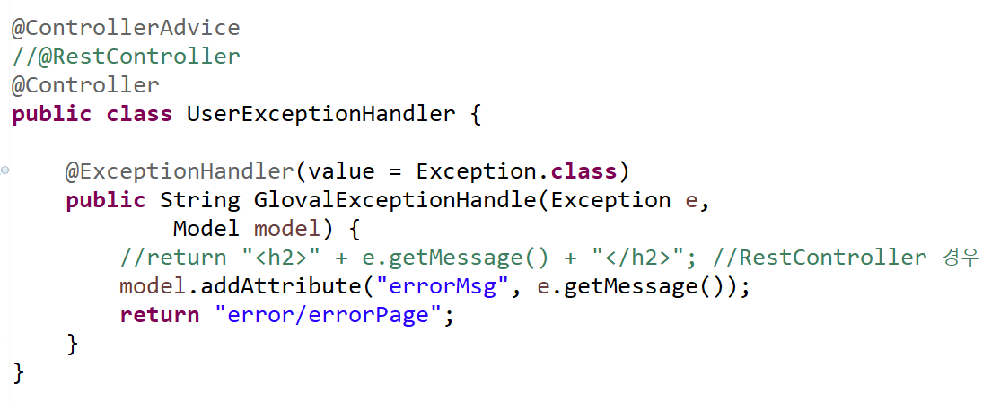 @ControllerAdvice
//@RestController
@Controller
public class UserExceptionHandler {
@ExceptionHandler(value = Exception.class)
public String GlovalExceptionHandle(Exception e,
Model model) {
//return "<h2>" + e.getMessage() + "</h2>"; //RestController 경우
model.addAttribute("errorMsg", e.getMessage());
return "error/errorPage";
}
}